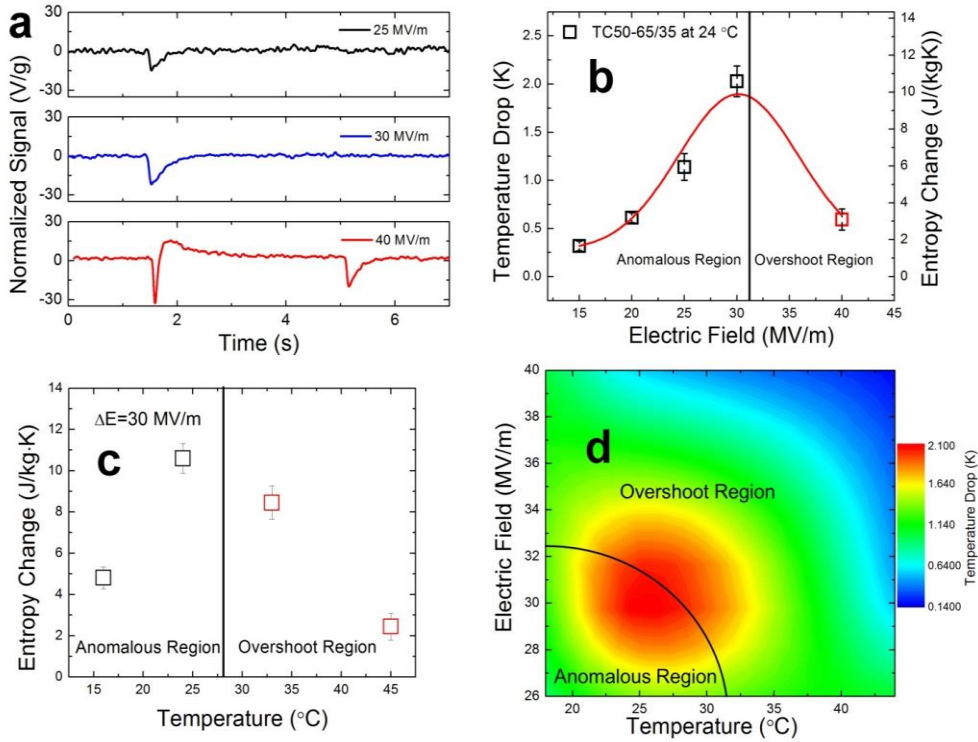 a
25 MV/m
30 MV/m
40 MV/m
30
0
-30
30
0
-30
30
0
-30
0
2
4
6
Normalized Signal (V/g)
Time (s)
b
TC50-65/35 at 24 °C
2.5
2.0
1.5
1.0
0.5
0.0
14
12
10
8
6
4
2
0
Anomalous Region
Overshoot Region
15
20
25
30
35
40
45
Temperature Drop (K)
Entropy Change (J/(kgK))
Electric Field (MV/m)
c
ΔE=30 MV/m
14
12
10
8
6
4
2
0
Anomalous Region
Overshoot Region
15
20
25
30
35
40
45
Entropy Change (J/kg·K)
Temperature (°C)
d
40
38
36
34
32
30
28
26
Overshoot Region
Anomalous Region
20
25
30
35
40
Electric Field (MV/m)
Temperature (°C)
2.100
1.640
1.140
0.6400
0.1400
Temperature Drop (K)